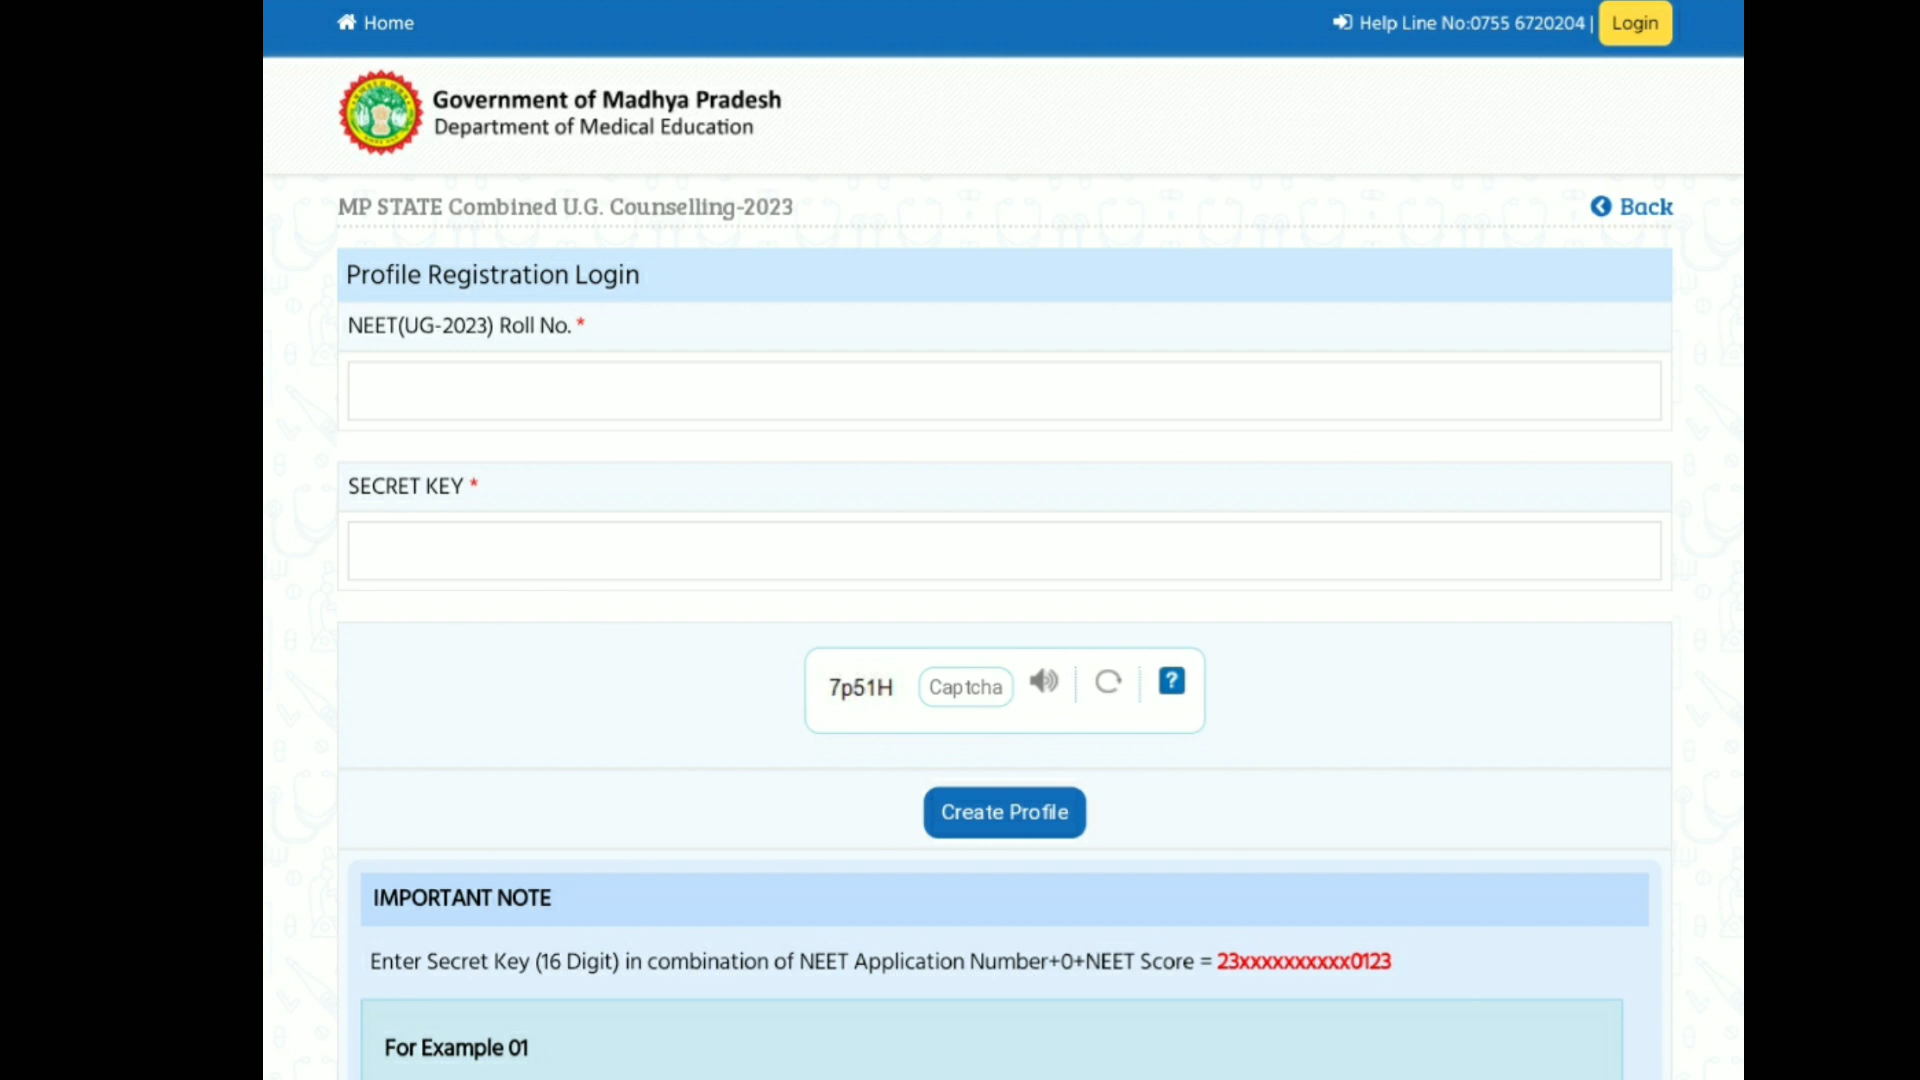 Home
Help Line No:0755 6720204 |
Login
Government of Madhya Pradesh
Department of Medical Education
MP STATE Combined U.G. Counselling-2023
Back
Profile Registration Login
NEET(UG-2023) Roll No. *
SECRET KEY *
7p51H
Captcha
?
Create Profile
IMPORTANT NOTE
Enter Secret Key (16 Digit) in combination of NEET Application Number+0+NEET Score = 23xxxxxxxxxx0123
For Example 01